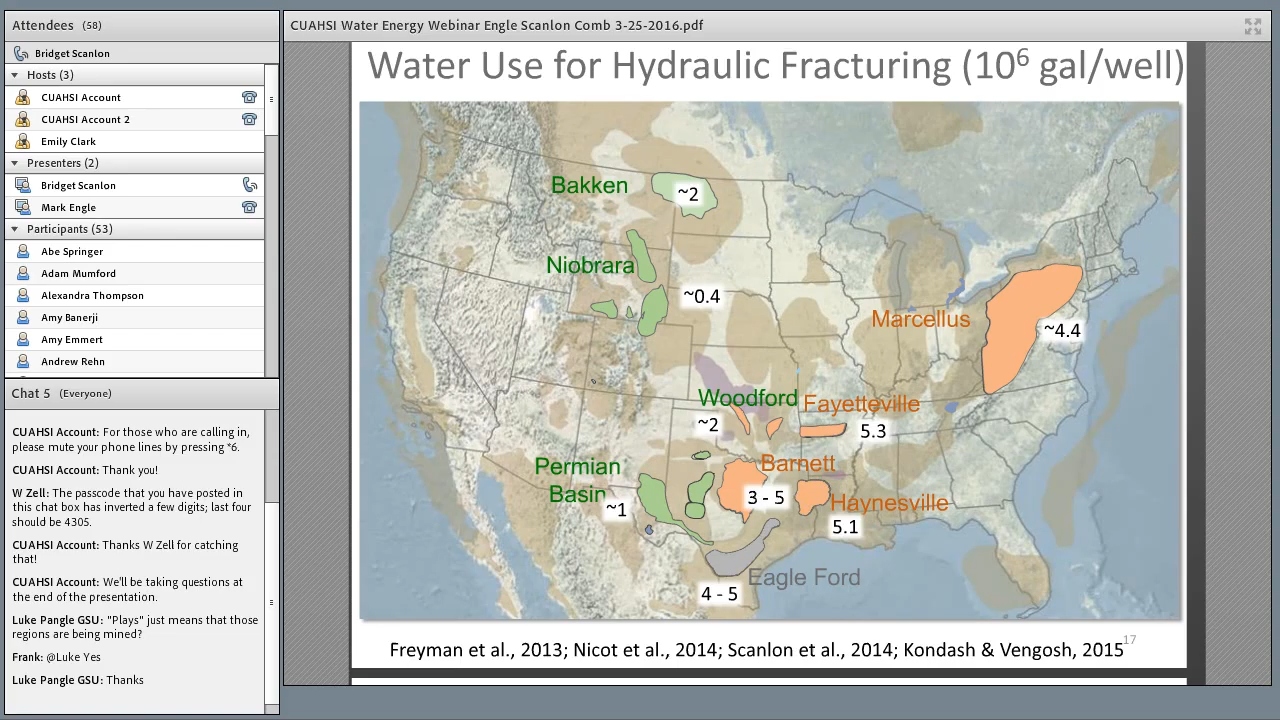 Attendees (58)
Bridget Scanlon
Hosts (3)
CUAHSI Account
CUAHSI Account 2
Emily Clark
Presenters (2)
Bridget Scanlon
Mark Engle
Participants (53)
Abe Springer
Adam Mumford
Alexandra Thompson
Amy Banerji
Amy Emmert
Andrew Rehn
Chat 5 (Everyone)
CUAHSI Account: For those who are calling in,
please mute your phone lines by pressing *6.
CUAHSI Account: Thank you!
W Zell: The passcode that you have posted in
this chat box has inverted a few digits; last four
should be 4305.
CUAHSI Account: Thanks W Zell for catching
that!
CUAHSI Account: We'll be taking questions at
the end of the presentation.
Luke Pangle GSU: "Plays" just means that those
regions are being mined?
Frank: @Luke Yes
Luke Pangle GSU: Thanks
CUAHSI Water Energy Webinar Engle Scanlon Comb 3-25-2016.pdf
Water Use for Hydraulic Fracturing (10⁶ gal/well)
Bakken
~2
Niobrara
~0.4
Marcellus
~4.4
Woodford
~2
Fayetteville
5.3
Permian
Basin
~1
Barnett
3 - 5
Haynesville
5.1
Eagle Ford
4 - 5
Freyman et al., 2013; Nicot et al., 2014; Scanlon et al., 2014; Kondash & Vengosh, 2015
17